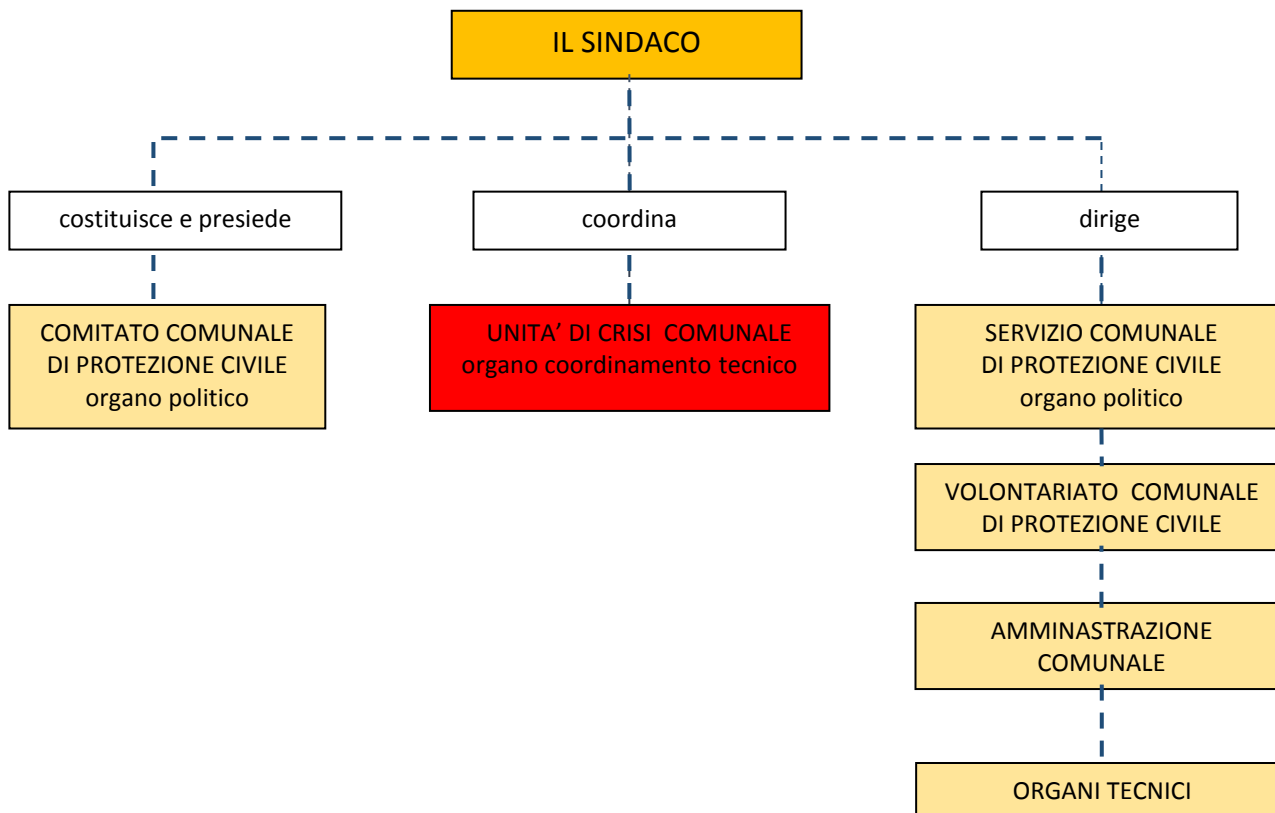 IL SINDACO
costituisce e presiede
coordina
dirige
COMITATO COMUNALE
DI PROTEZIONE CIVILE
organo politico
UNITA’ DI CRISI COMUNALE
organo coordinamento tecnico
SERVIZIO COMUNALE
DI PROTEZIONE CIVILE
organo politico
VOLONTARIATO COMUNALE
DI PROTEZIONE CIVILE
AMMINASTRAZIONE
COMUNALE
ORGANI TECNICI